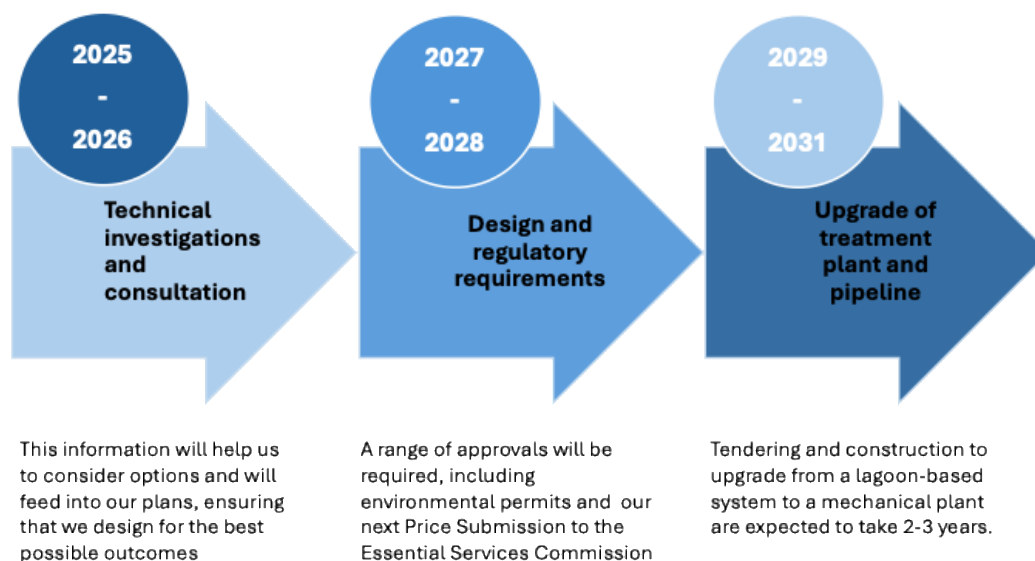 2025
-
2026
Technical
investigations
and
consultation
This information will help us
to consider options and will
feed into our plans, ensuring
that we design for the best
possible outcomes
2027
-
2028
Design and
regulatory
requirements
A range of approvals will be
required, including
environmental permits and  our
next Price Submission to the
Essential Services Commission
2029
-
2031
Upgrade of
treatment
plant and
pipeline
Tendering and construction to
upgrade from a lagoon-based
system to a mechanical plant
are expected to take 2-3 years.